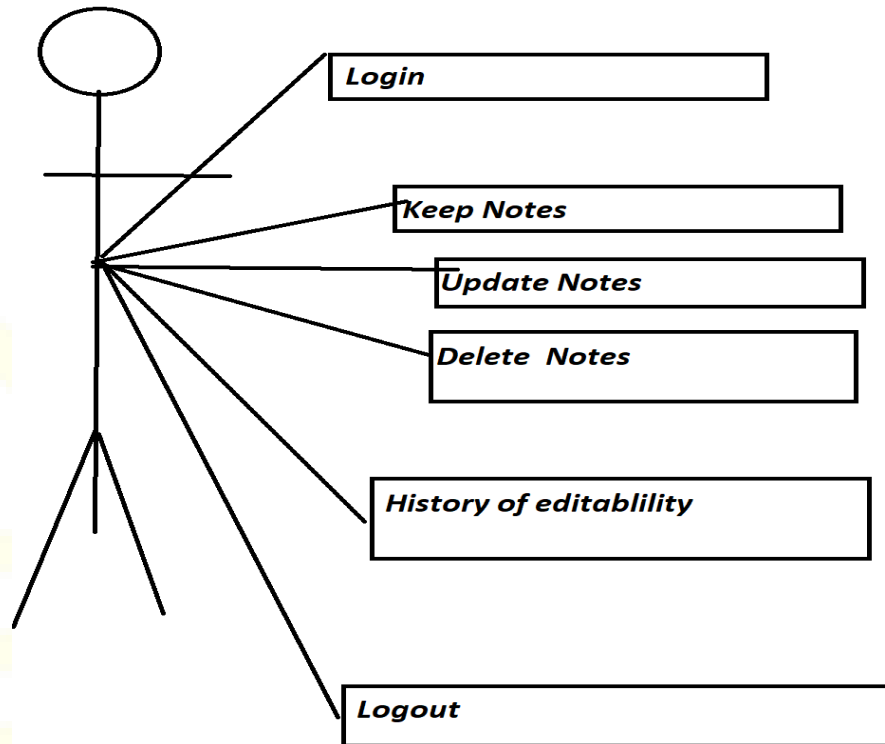 Login
Keep Notes
Update Notes
Delete Notes
History of editablility
Logout